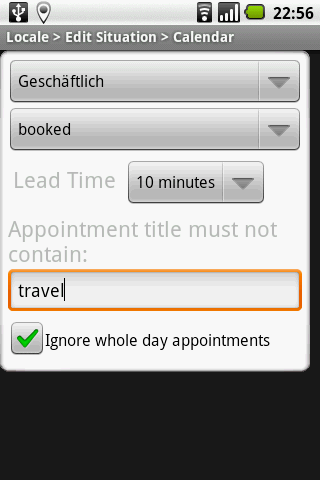 22:56
Locale > Edit Situation > Calendar
Geschäftlich
booked
Lead Time 10 minutes
Appointment title must not
contain:
travel
Ignore whole day appointments